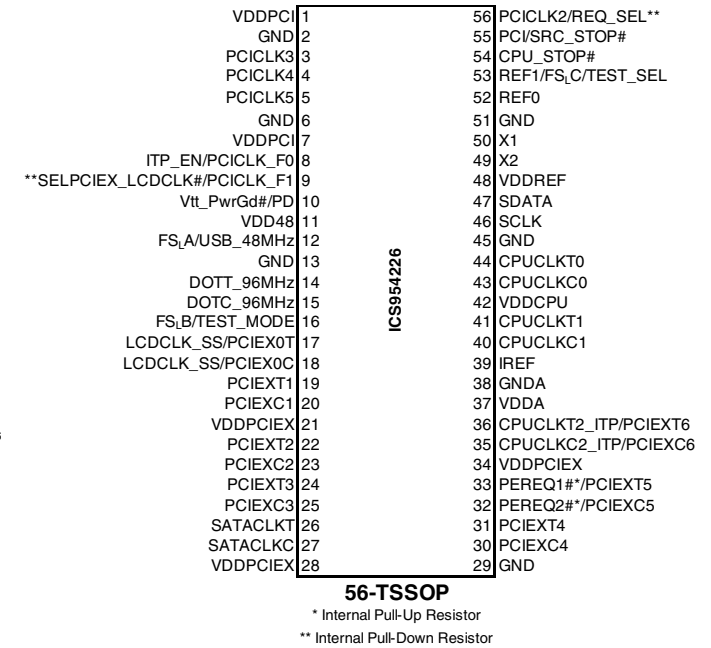 VDDPCI 1
GND 2
PCICLK3 3
PCICLK4 4
PCICLK5 5
GND 6
VDDPCI 7
ITP_EN/PCICLK_F0 8
**SELPCIEX_LCDCLK#/PCICLK_F1 9
Vtt_PwrGd#/PD 10
VDD48 11
FSLA/USB_48MHz 12
GND 13
DOTT_96MHz 14
DOTC_96MHz 15
FSLB/TEST_MODE 16
LCDCLK_SS/PCIEX0T 17
LCDCLK_SS/PCIEX0C 18
PCIEXT1 19
PCIEXC1 20
VDDPCIEX 21
PCIEXT2 22
PCIEXC2 23
PCIEXT3 24
PCIEXC3 25
SATACLKT 26
SATACLKC 27
VDDPCIEX 28
ICS954226
56 PCICLK2/REQ_SEL**
55 PCI/SRC_STOP#
54 CPU_STOP#
53 REF1/FSLC/TEST_SEL
52 REF0
51 GND
50 X1
49 X2
48 VDDREF
47 SDATA
46 SCLK
45 GND
44 CPUCLKT0
43 CPUCLKC0
42 VDDCPU
41 CPUCLKT1
40 CPUCLKC1
39 IREF
38 GNDA
37 VDDA
36 CPUCLKT2_ITP/PCIEXT6
35 CPUCLKC2_ITP/PCIEXC6
34 VDDPCIEX
33 PEREQ1#*/PCIEXT5
32 PEREQ2#*/PCIEXC5
31 PCIEXT4
30 PCIEXC4
29 GND
56-TSSOP
* Internal Pull-Up Resistor
** Internal Pull-Down Resistor